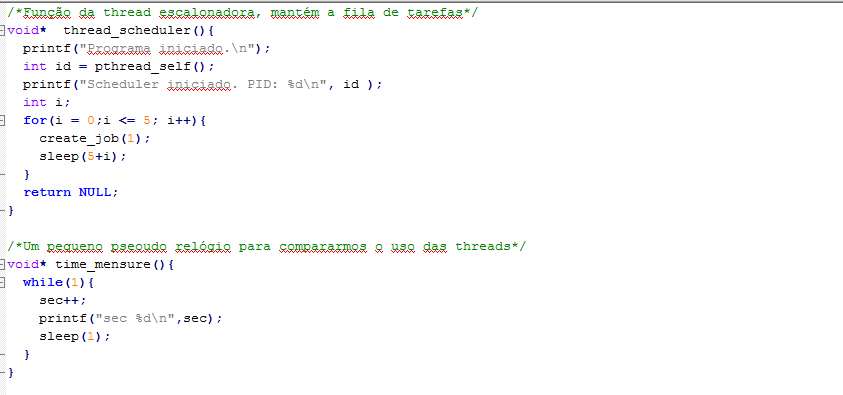 /*Função da thread escalonadora, mantém a fila de tarefas*/
void*  thread_scheduler(){
  printf("Programa iniciado.\n");
  int id = pthread_self();
  printf("Scheduler iniciado. PID: %d\n", id );
  int i;
  for(i = 0;i <= 5; i++){
    create_job(1);
    sleep(5+i);
  }
  return NULL;
}

/*Um pequeno pseoudo relógio para compararmos o uso das threads*/
void* time_mensure(){
  while(1){
    sec++;
    printf("sec %d\n",sec);
    sleep(1);
  }
}